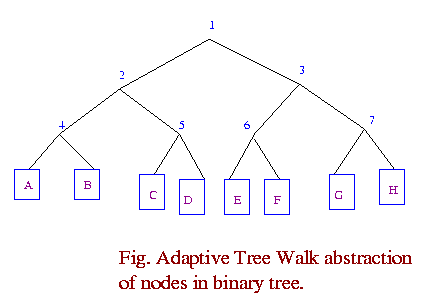 1
2 3
4 5 6 7
A B C D E F G H
Fig. Adaptive Tree Walk abstraction
of nodes in binary tree.